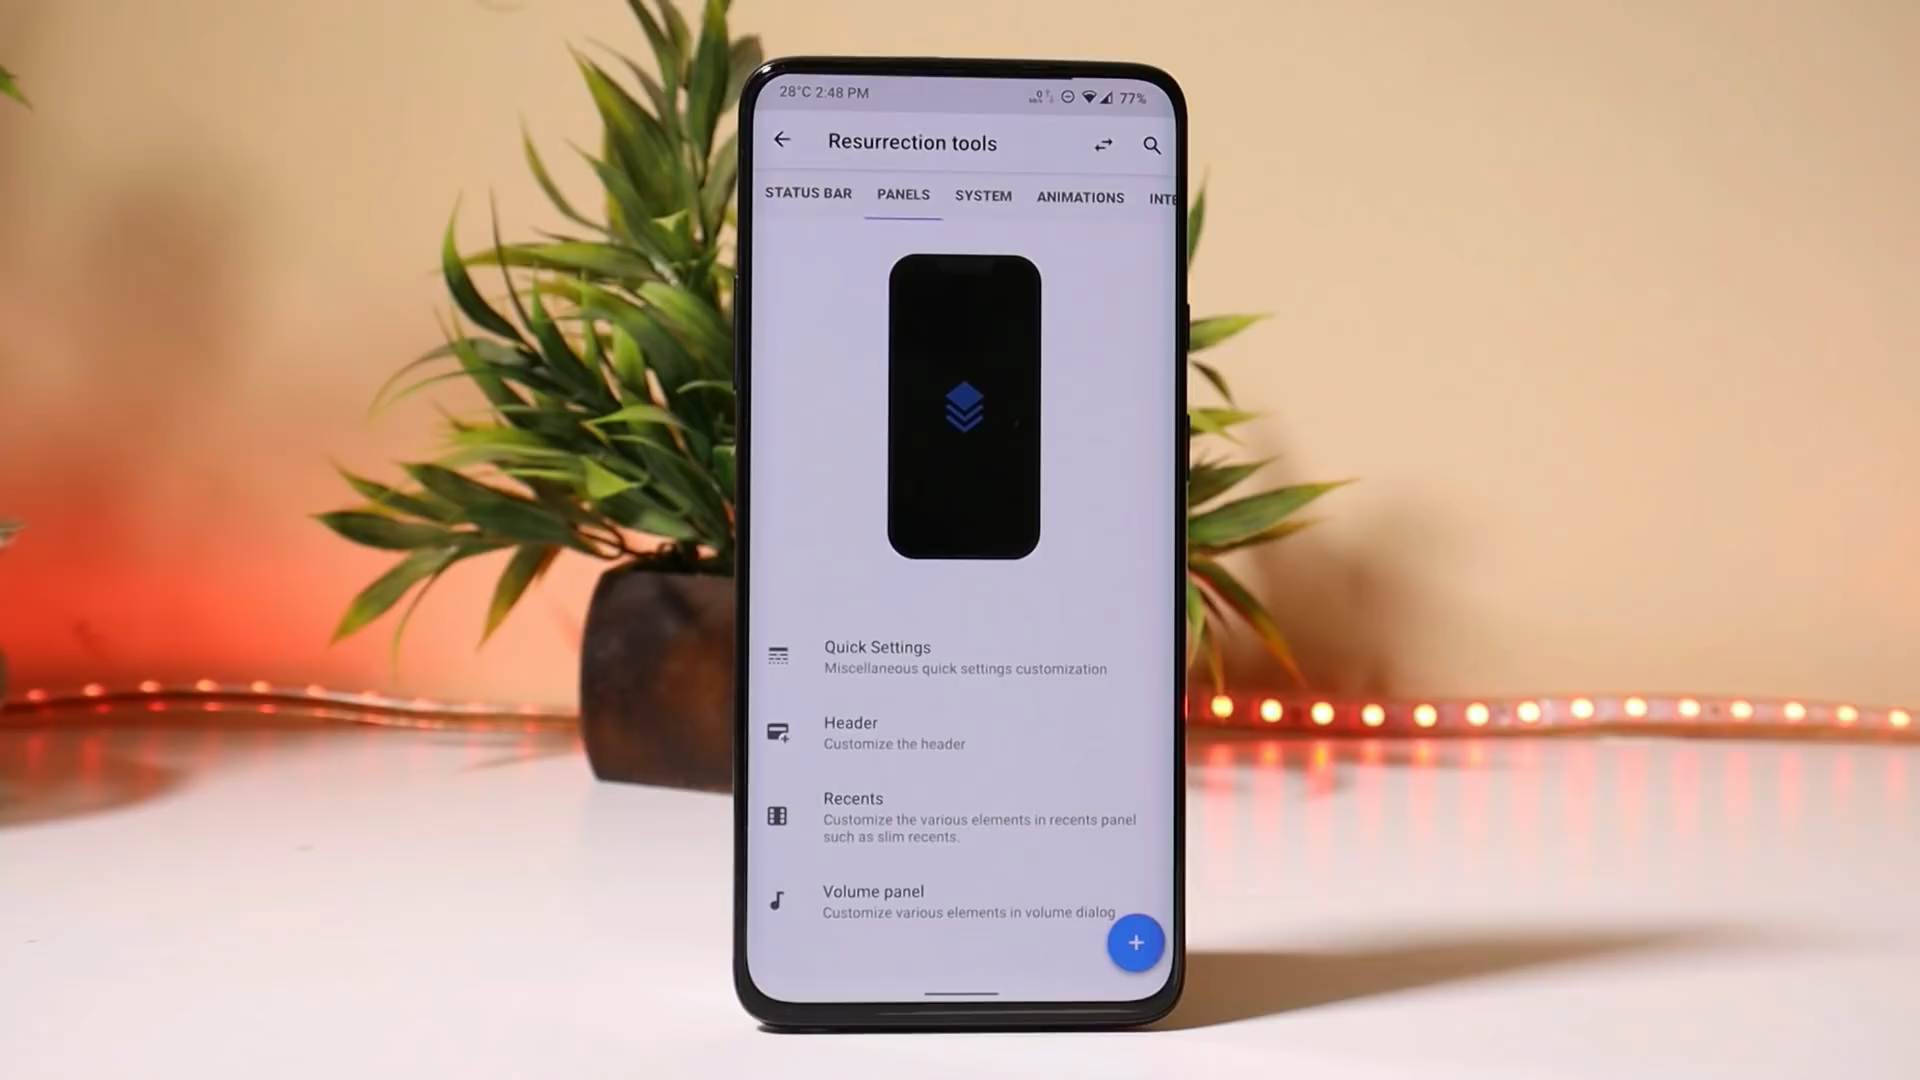 28°C 2:48 PM
77%
Resurrection tools
STATUS BAR PANELS SYSTEM ANIMATIONS INTE
Quick Settings
Miscellaneous quick settings customization
Header
Customize the header
Recents
Customize the various elements in recents panel
such as slim recents.
Volume panel
Customize various elements in volume dialog